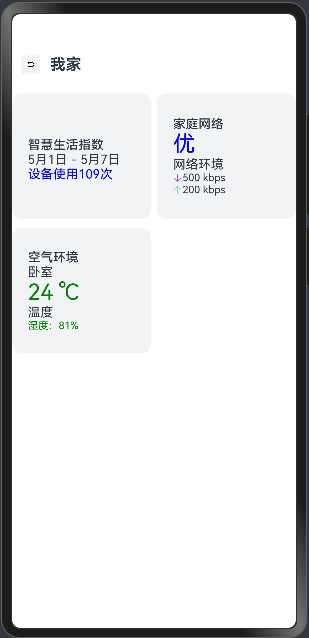 我家
智慧生活指数
5月1日 - 5月7日
设备使用109次
家庭网络
优
网络环境
↓500 kbps
↑200 kbps
空气环境
卧室
24 ℃
温度
湿度：81%